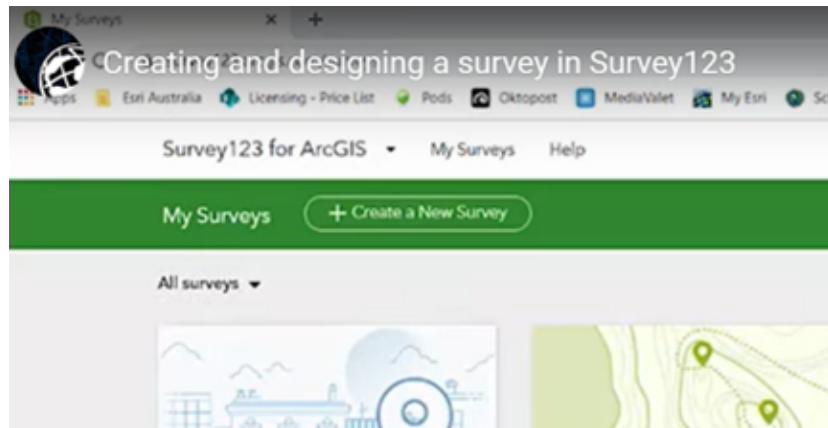 My Surveys
Creating and designing a survey in Survey123
Apps Esri Australia Licensing - Price List Pods Oktopost MediaValet My Esri
Survey123 for ArcGIS My Surveys Help
My Surveys + Create a New Survey
All surveys